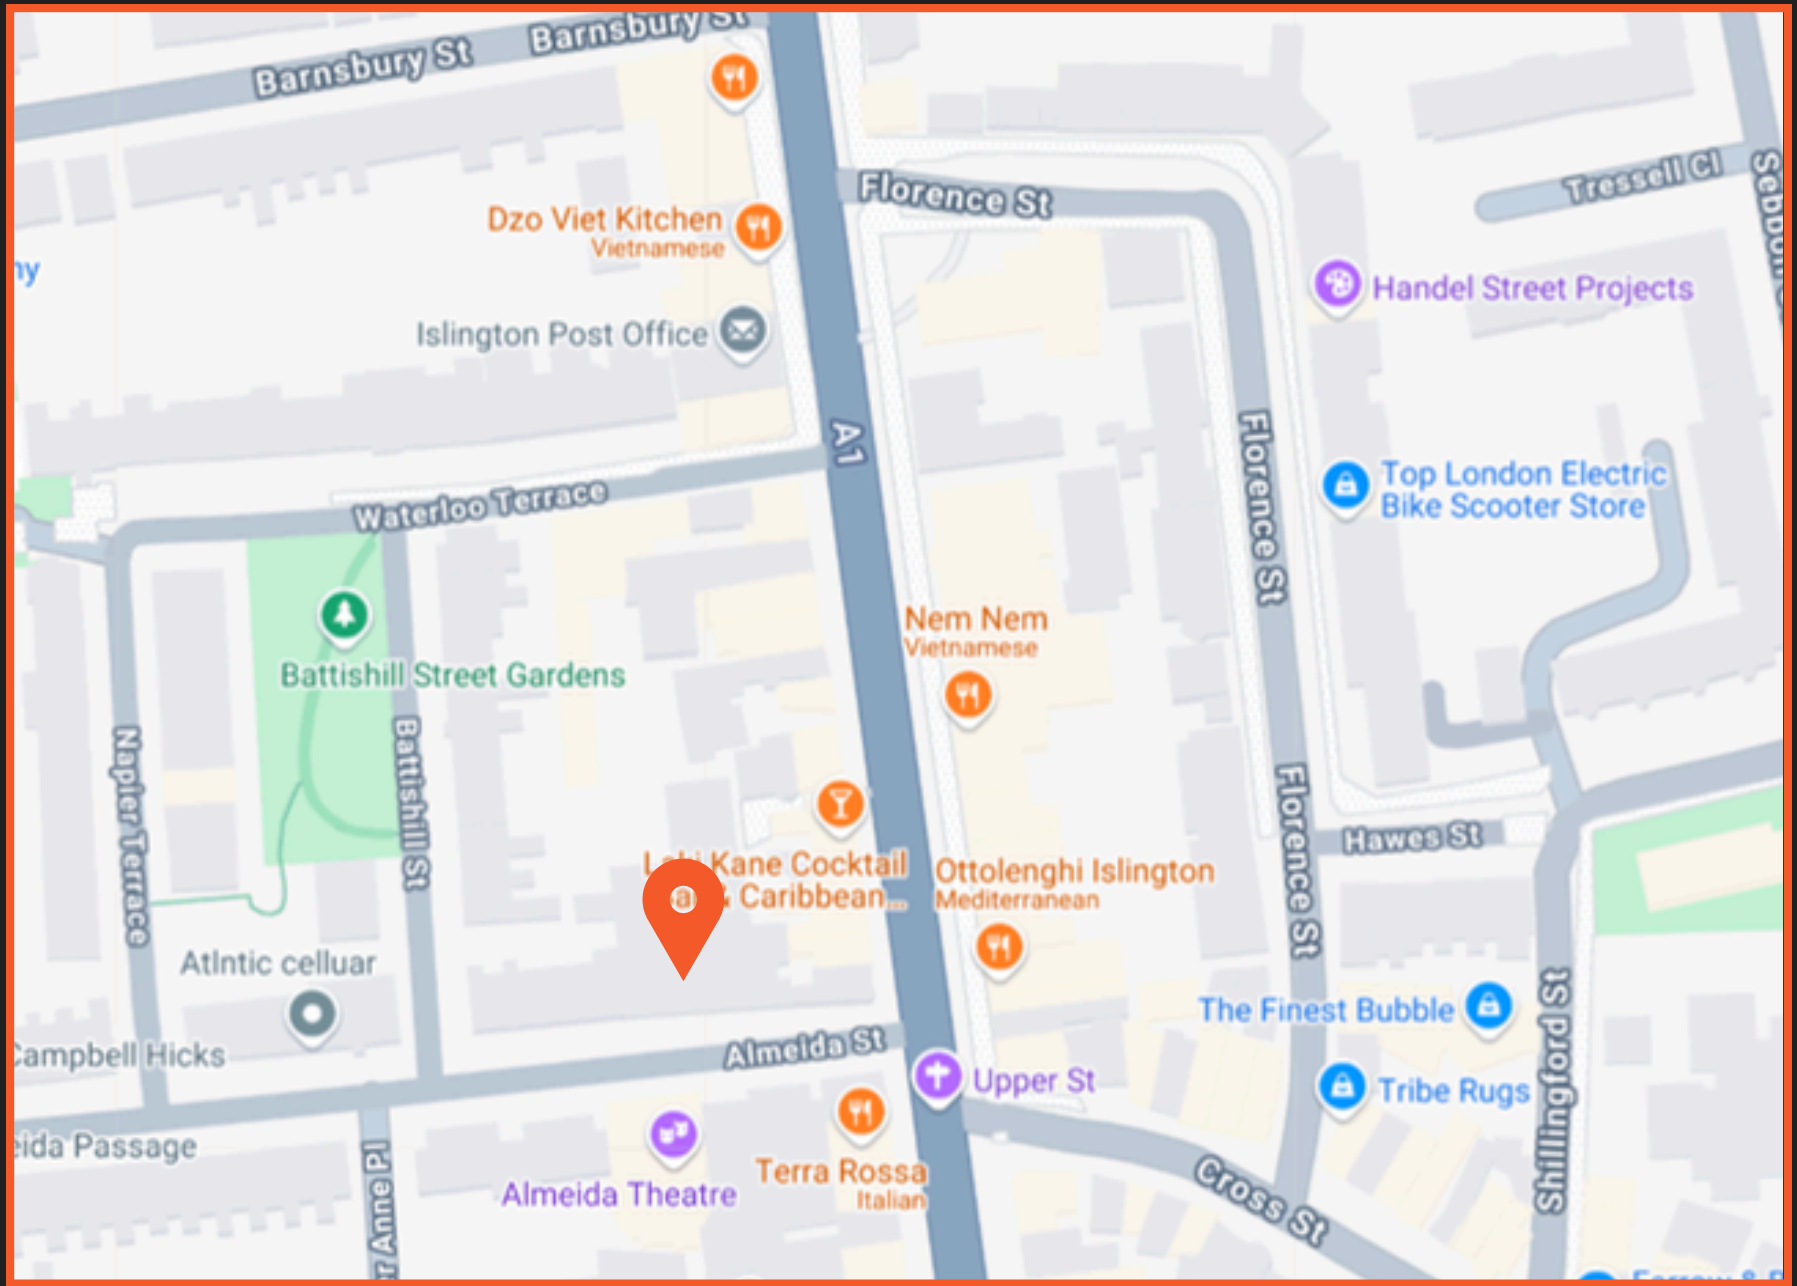 Barnsbury St
Barnsbury St
Florence St
Tressell Cl
Dzo Viet Kitchen
Vietnamese
Handel Street Projects
Islington Post Office
A1
Florence St
Top London Electric
Bike Scooter Store
Waterloo Terrace
Nem Nem
Vietnamese
Battishill Street Gardens
Napier Terrace
Battishill St
Florence St
Hawes St
Kane Cocktail
& Caribbean...
Ottolenghi Islington
Mediterranean
Atlntic celluar
The Finest Bubble
Shillingford St
Campbell Hicks
Almeida St
Upper St
Tribe Rugs
Passage
Almeida Theatre
Terra Rossa
Italian
Anne Pl
Cross St